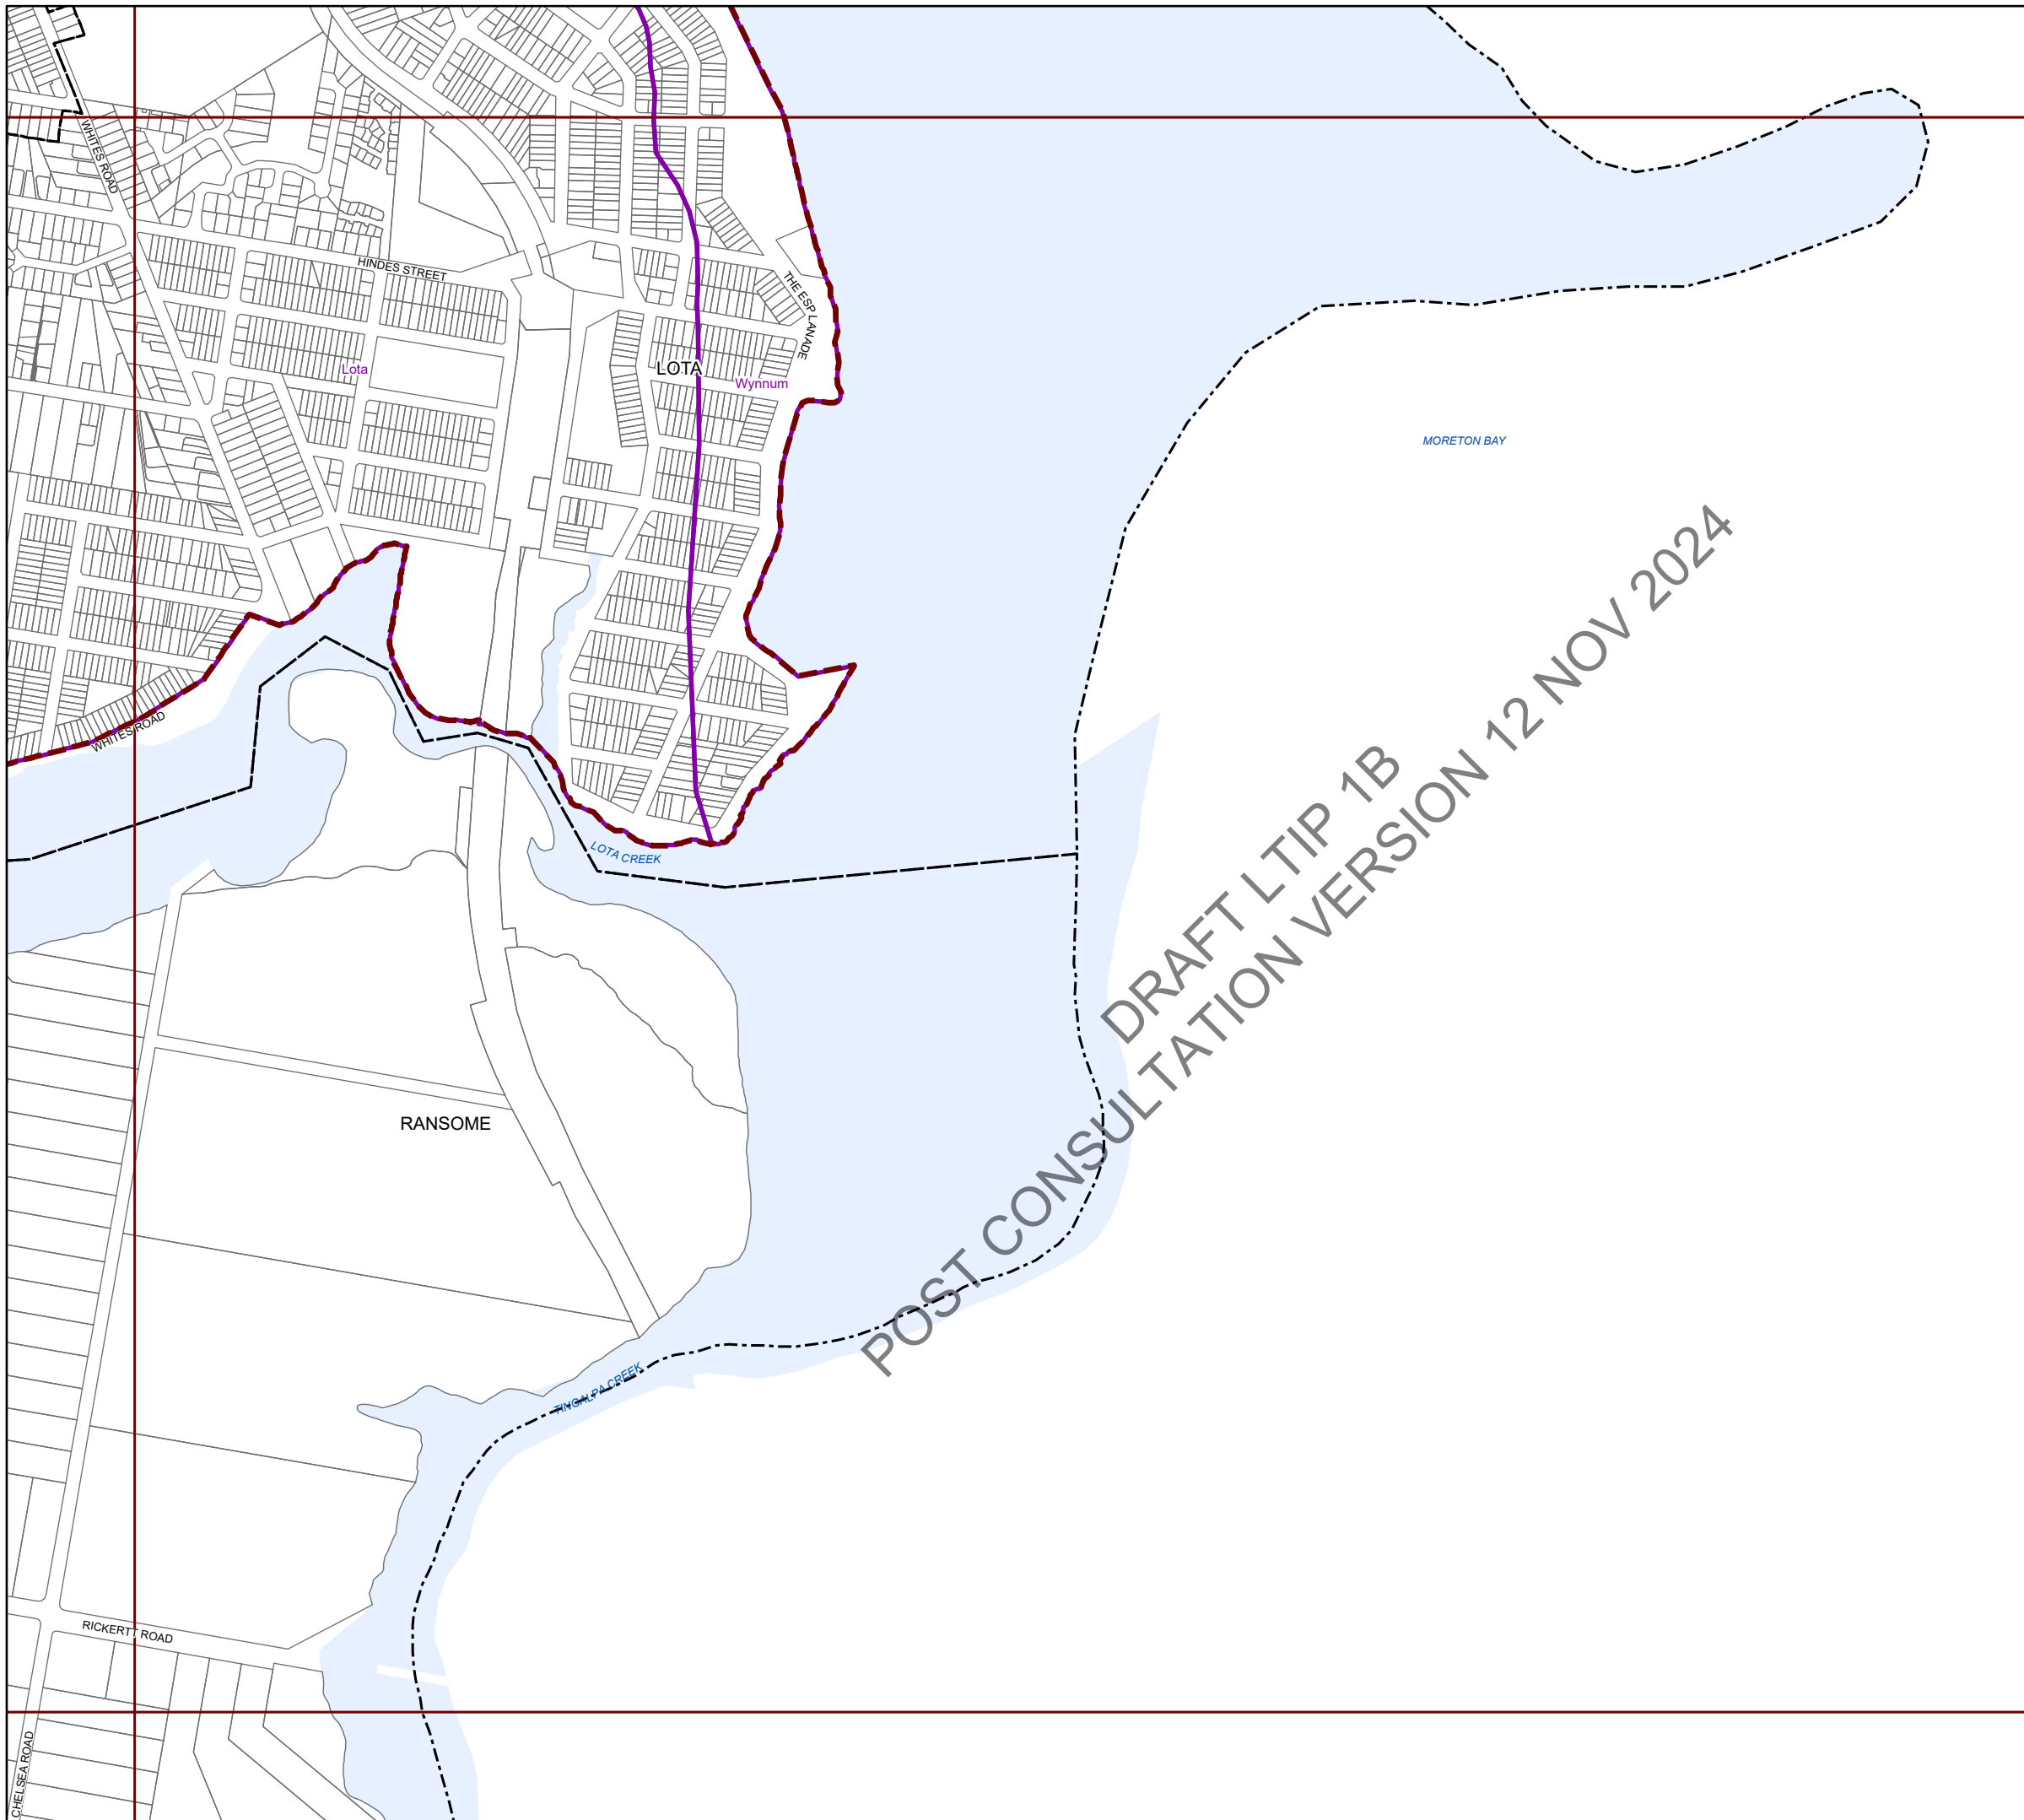 WHITES ROAD
HINDES STREET
THE ESPLANADE
Lota
LOTA
Wynnum
MORETON BAY
WHITES ROAD
LOTA CREEK
DRAFT LTIP 1B
POST CONSULTATION VERSION 12 NOV 2024
RANSOME
TINGALPA CREEK
RICKERTT ROAD
CHELSEA ROAD